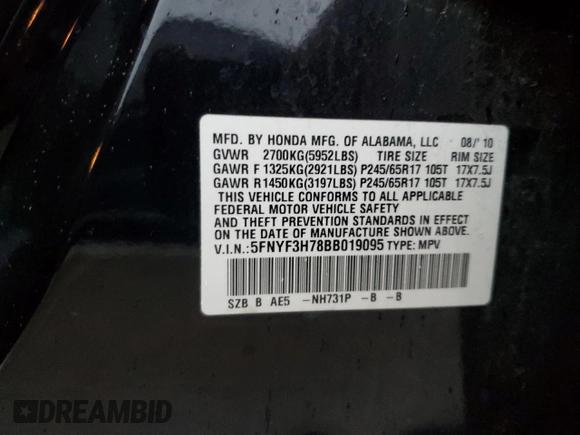 MFD. BY HONDA MFG. OF ALABAMA, LLC 08/'10
GVWR 2700KG(5952LBS) TIRE SIZE RIM SIZE
GAWR F 1325KG(2921LBS) P245/65R17 105T 17X7.5J
GAWR R1450KG(3197LBS) P245/65R17 105T 17X7.5J
THIS VEHICLE CONFORMS TO ALL APPLICABLE
FEDERAL MOTOR VEHICLE SAFETY
AND THEFT PREVENTION STANDARDS IN EFFECT
ON THE DATE OF MANUFACTURE SHOWN ABOVE.
V.I.N.:5FNYF3H78BB019095 TYPE: MPV
SZB B AE5 -NH731P -B -B
DREAMBID